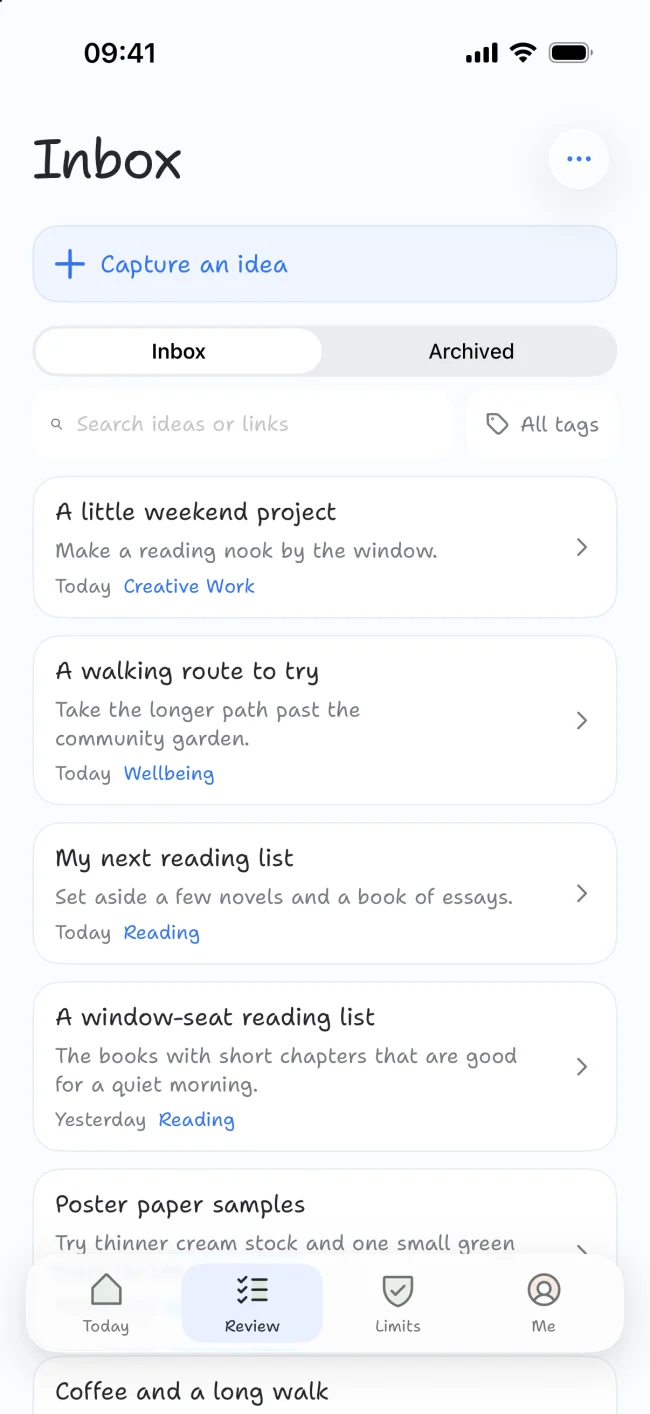 09:41
Inbox
Capture an idea
Inbox
Archived
Search ideas or links
All tags
A little weekend project
Make a reading nook by the window.
Today Creative Work
A walking route to try
Take the longer path past the
community garden.
Today Wellbeing
My next reading list
Set aside a few novels and a book of essays.
Today Reading
A window-seat reading list
The books with short chapters that are good
for a quiet morning.
Yesterday Reading
Poster paper samples
Try thinner cream stock and one small green
Today
Review
Limits
Me
Coffee and a long walk